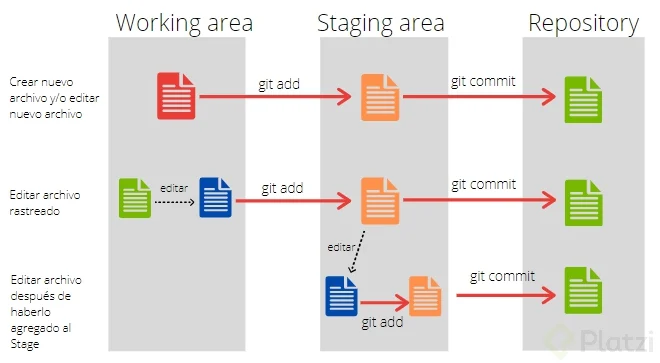 Working area
Staging area
Repository
Crear nuevo
archivo y/o editar
nuevo archivo
git add
git commit
Editar archivo
rastreado
editar
git add
git commit
editar
Editar archivo
después de
haberlo
agregado al
Stage
git add
git commit
Platzi